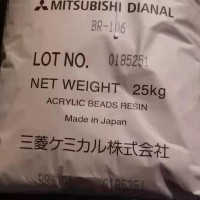 MITSUBISHI DIANAL
BR-106
LOT NO. 0185251
NET WEIGHT 25kg
ACRYLIC BEADS RESIN
Made in Japan
三菱ケミカル株式会社